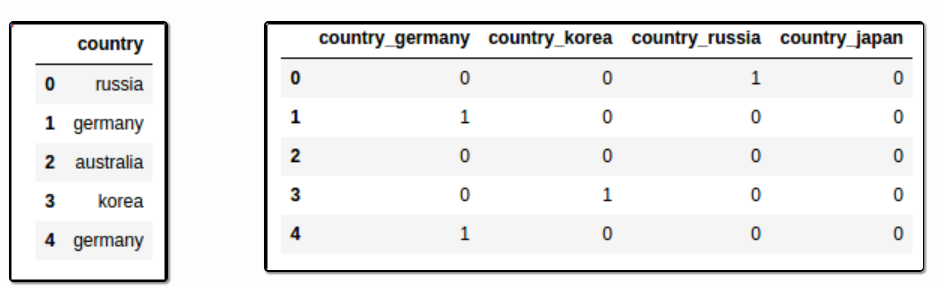 country
0 russia
1 germany
2 australia
3 korea
4 germany
country_germany country_korea country_russia country_japan
0 0 0 1 0
1 1 0 0 0
2 0 0 0 0
3 0 1 0 0
4 1 0 0 0